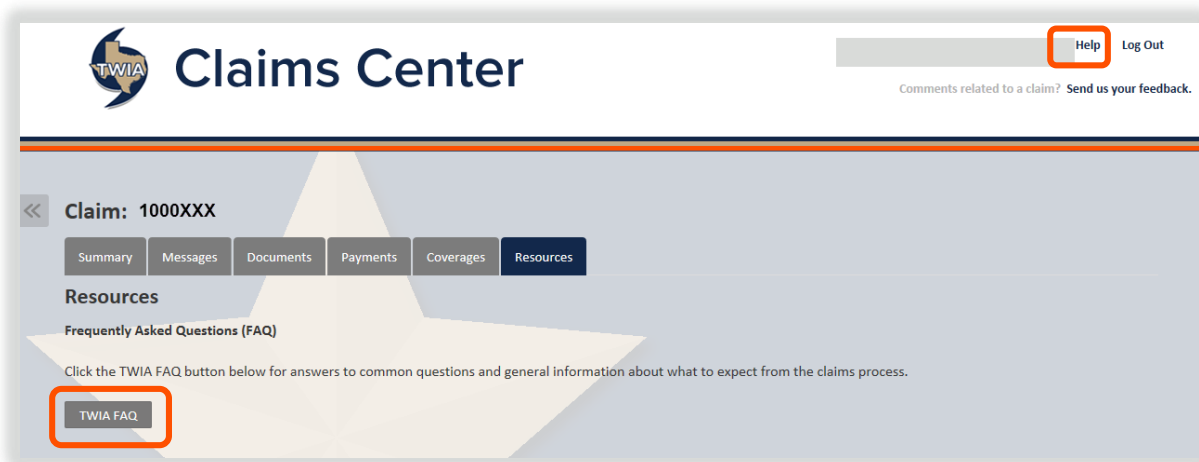 TWIA
Claims Center
Help Log Out
Comments related to a claim? Send us your feedback.
Claim: 1000XXX
Summary Messages Documents Payments Coverages Resources
Resources
Frequently Asked Questions (FAQ)
Click the TWIA FAQ button below for answers to common questions and general information about what to expect from the claims process.
TWIA FAQ